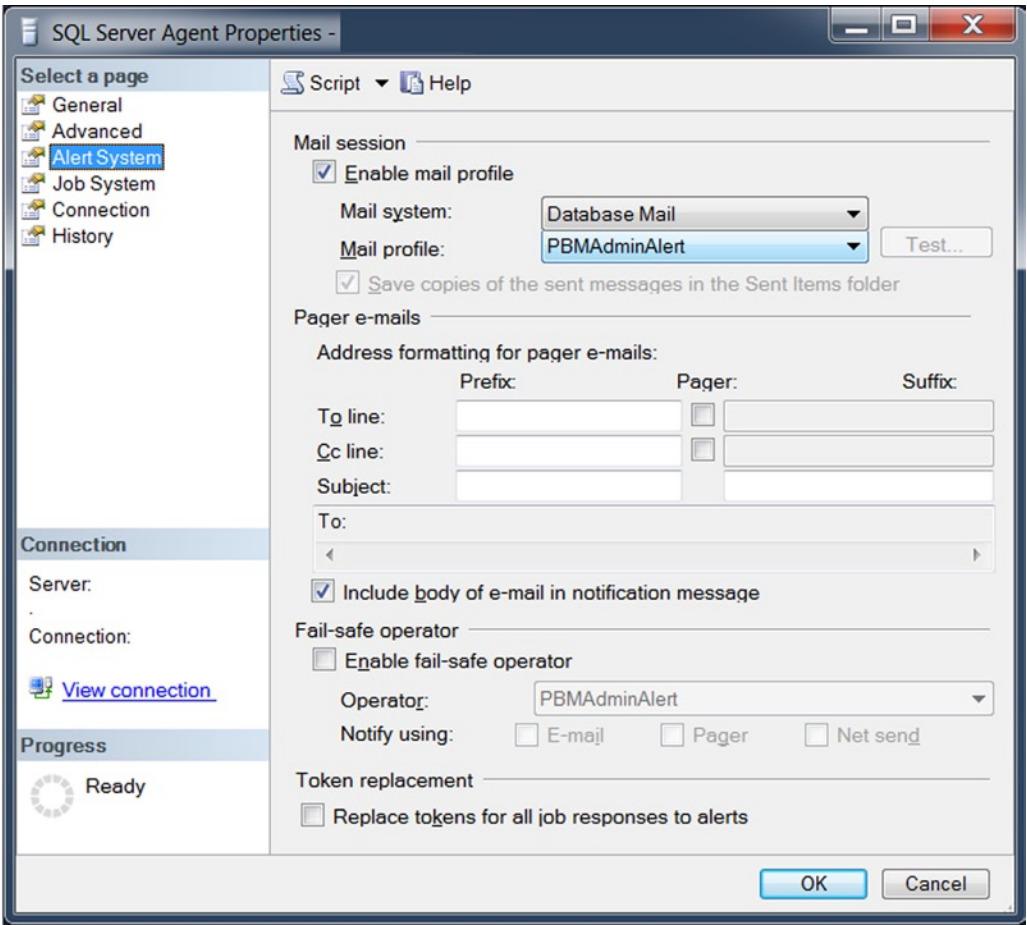 SQL Server Agent Properties -
Select a page
General
Advanced
Alert System
Job System
Connection
History
Script Help
Mail session
Enable mail profile
Mail system: Database Mail
Mail profile: PBMAdminAlert Test...
Save copies of the sent messages in the Sent Items folder
Pager e-mails
Address formatting for pager e-mails:
Prefix: Pager: Suffix:
To line:
Cc line:
Subject:
To:
Include body of e-mail in notification message
Fail-safe operator
Enable fail-safe operator
Operator: PBMAdminAlert
Notify using: E-mail Pager Net send
Token replacement
Replace tokens for all job responses to alerts
Connection
Server:
.
Connection:
View connection
Progress
Ready
OK Cancel